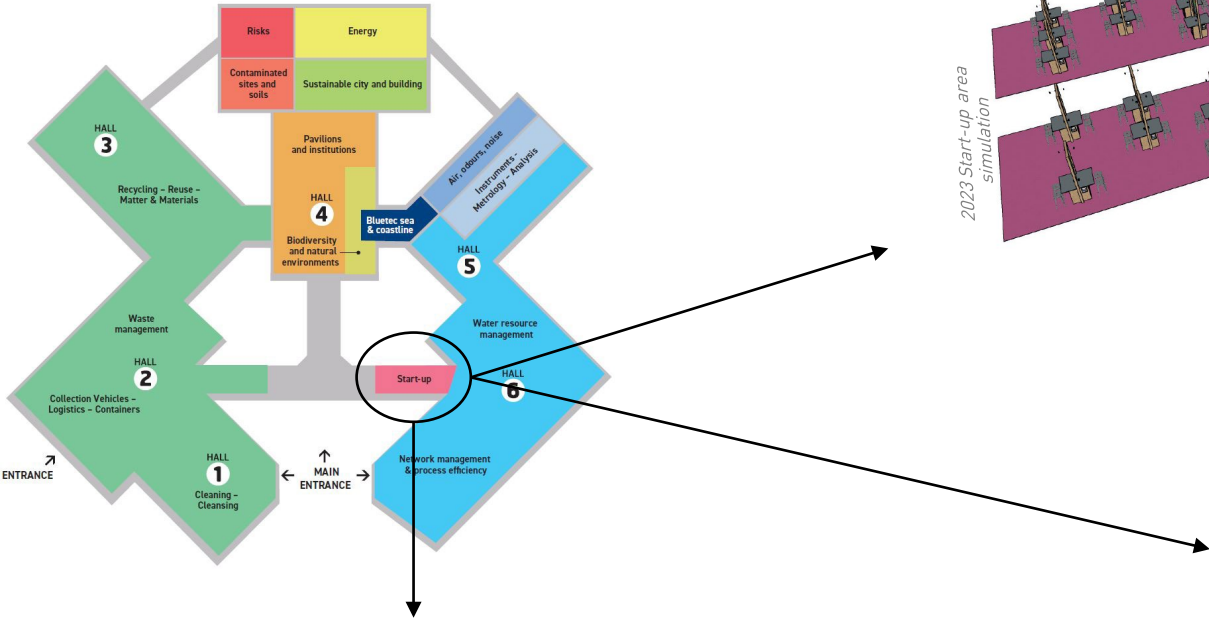 Risks
Energy
Contaminated
sites and
soils
Sustainable city and building
HALL
3
Recycling – Reuse –
Matter & Materials
Pavilions
and institutions
HALL
4
Biodiversity
and natural
environments
Air, odours, noise
Instruments -
Metrology – Analysis
Bluetec sea
& coastline
HALL
5
Waste
management
Water resource
management
HALL
2
Collection Vehicles –
Logistics – Containers
Start-up
HALL
6
ENTRANCE
HALL
1
Cleaning –
Cleansing
MAIN
ENTRANCE
Network management
& process efficiency
2023 Start-up area
simulation